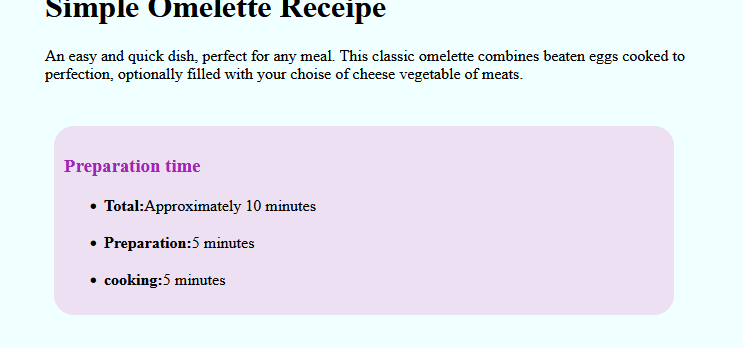 Simple Omelette Receipe
An easy and quick dish, perfect for any meal. This classic omelette combines beaten eggs cooked to
perfection, optionally filled with your choise of cheese vegetable of meats.
Preparation time
• Total:Approximately 10 minutes
• Preparation:5 minutes
• cooking:5 minutes